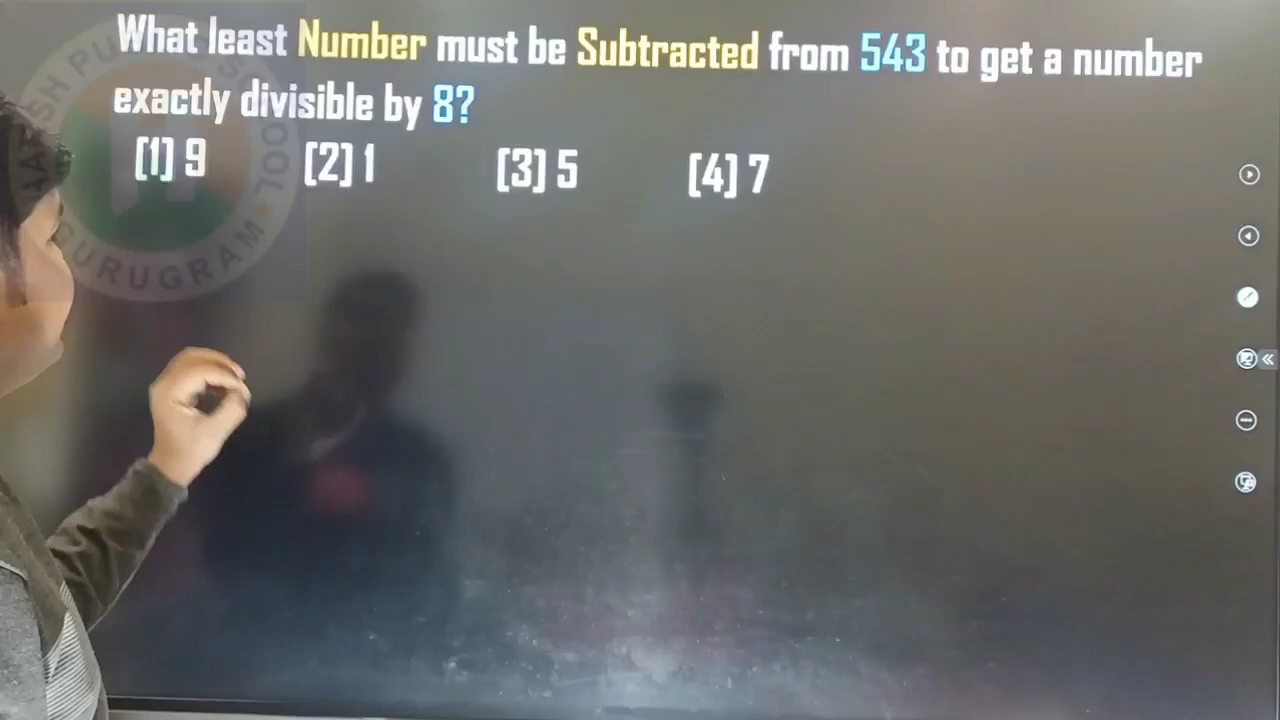 What least Number must be Subtracted from 543 to get a number
exactly divisible by 8?
[1] 9 [2] 1 [3] 5 [4] 7
GURUGRAM